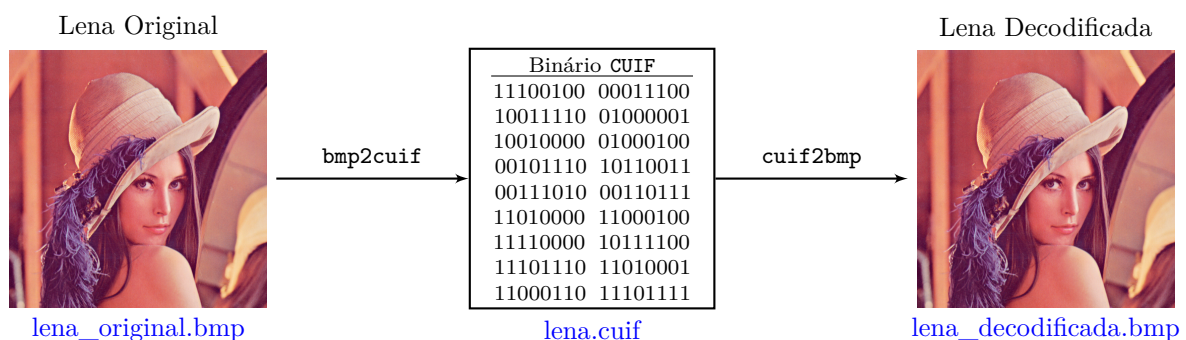 Lena Original
lena_original.bmp
bmp2cuif
Binário CUIF
11100100 00011100
10011110 01000001
10010000 01000100
00101110 10110011
00111010 00110111
11010000 11000100
11110000 10111100
11101110 11010001
11000110 11101111
lena.cuif
cuif2bmp
Lena Decodificada
lena_decodificada.bmp